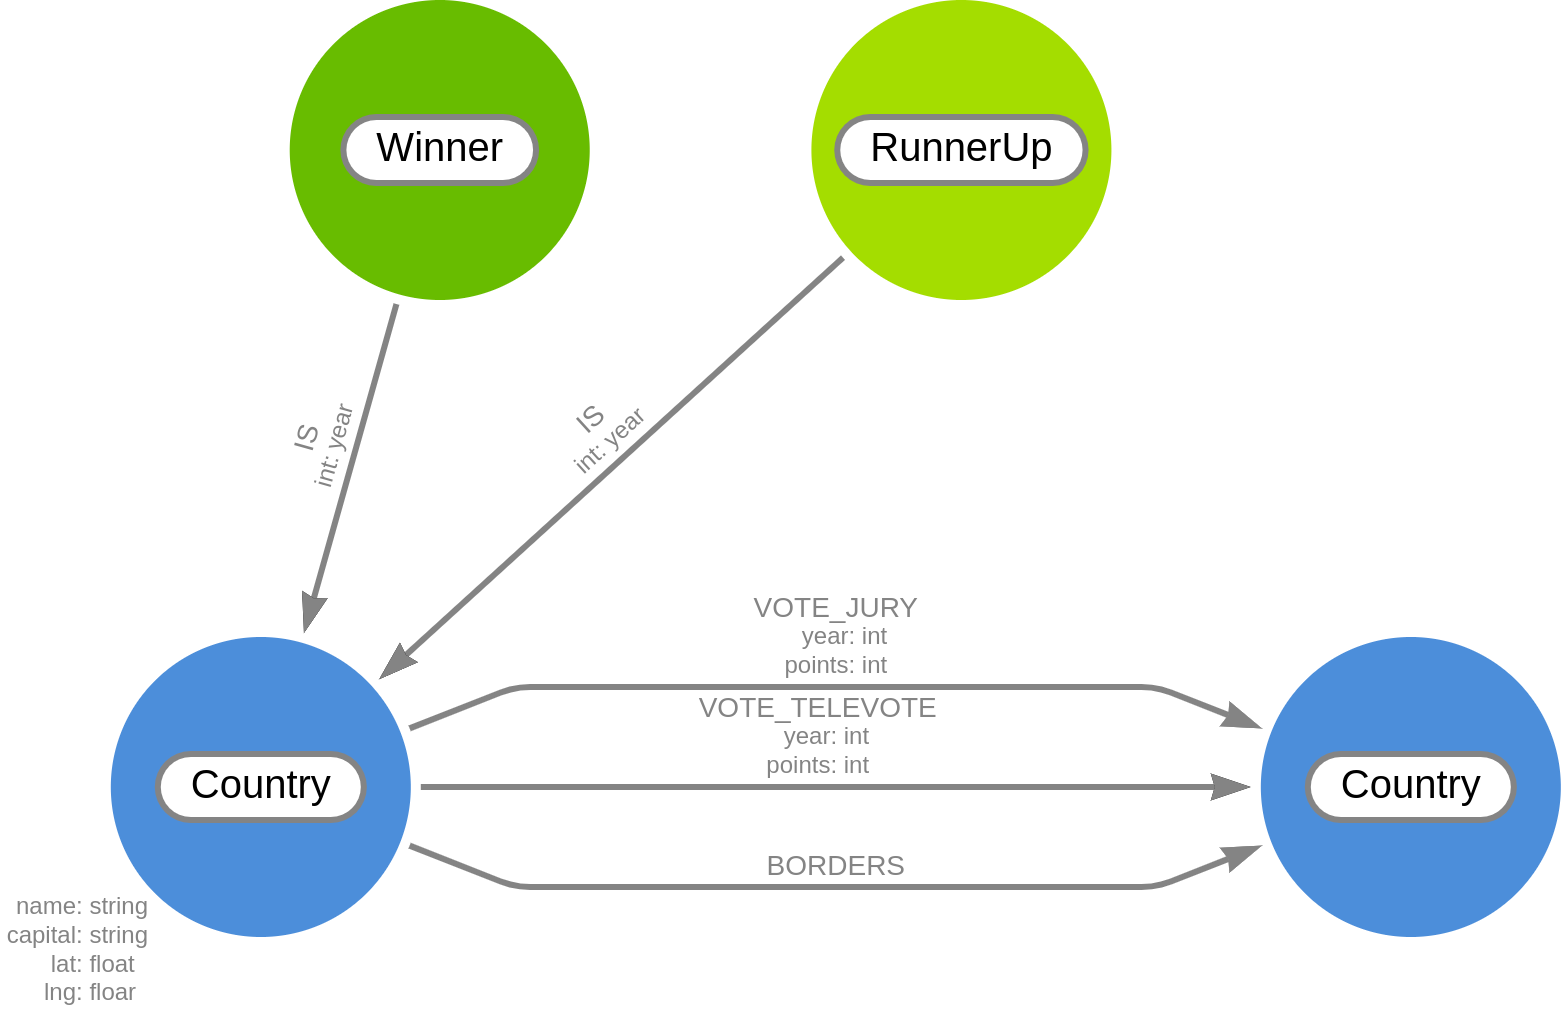 Winner
RunnerUp
IS
int: year
IS
int: year
VOTE_JURY
year: int
points: int
VOTE_TELEVOTE
year: int
points: int
Country
Country
BORDERS
name: string
capital: string
lat: float
lng: floar